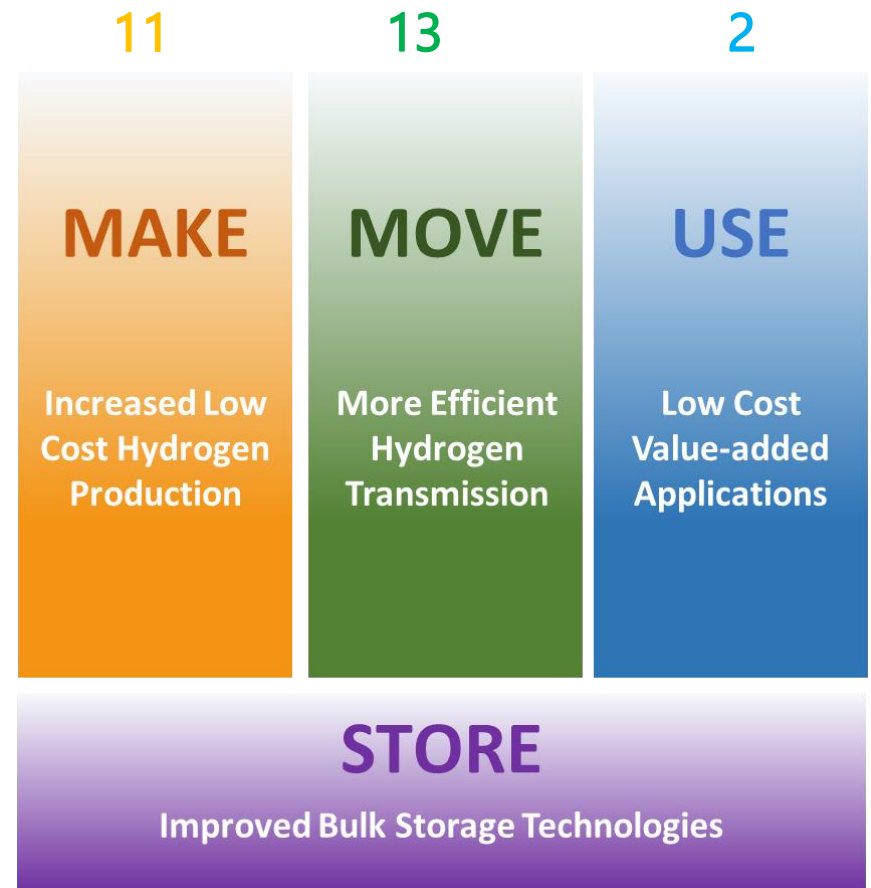 11
13
2
MAKE
Increased Low
Cost Hydrogen
Production
MOVE
More Efficient
Hydrogen
Transmission
USE
Low Cost
Value-added
Applications
STORE
Improved Bulk Storage Technologies